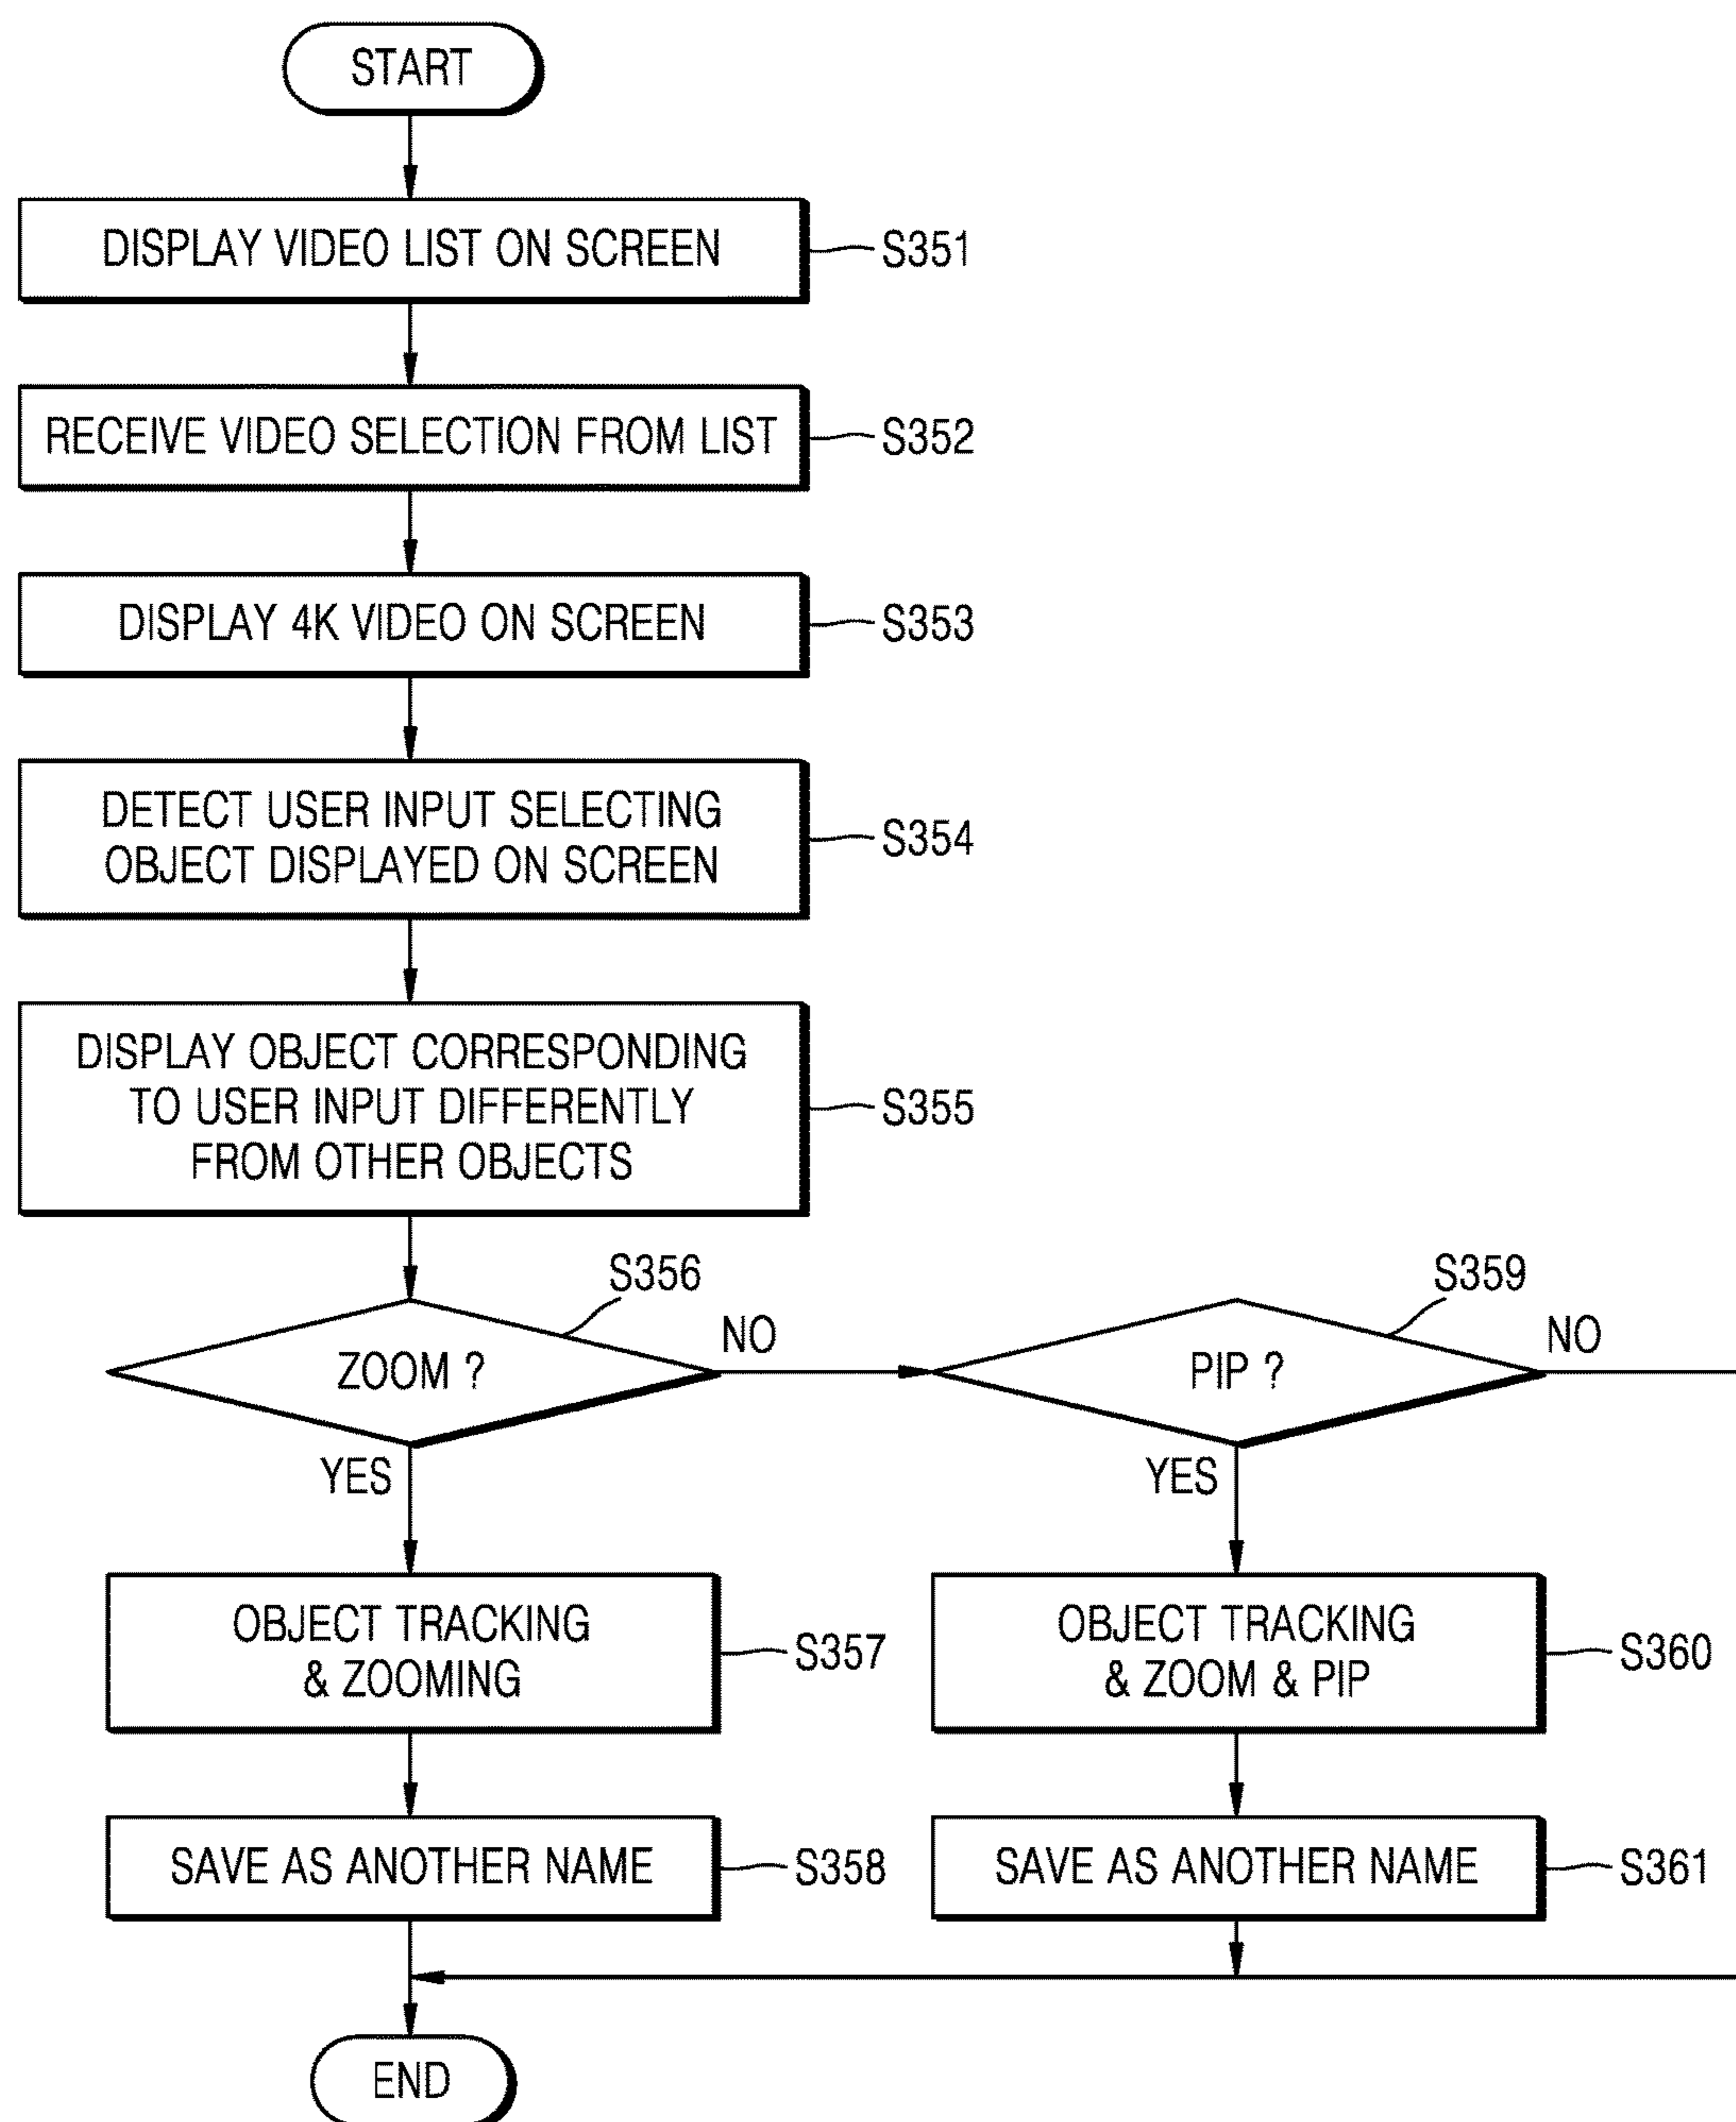 START
DISPLAY VIDEO LIST ON SCREEN
S351
RECEIVE VIDEO SELECTION FROM LIST
S352
DISPLAY 4K VIDEO ON SCREEN
S353
DETECT USER INPUT SELECTING
OBJECT DISPLAYED ON SCREEN
S354
DISPLAY OBJECT CORRESPONDING
TO USER INPUT DIFFERENTLY
FROM OTHER OBJECTS
S355
S356
ZOOM ?
NO
YES
S359
PIP ?
NO
YES
OBJECT TRACKING
& ZOOMING
S357
OBJECT TRACKING
& ZOOM & PIP
S360
SAVE AS ANOTHER NAME
S358
SAVE AS ANOTHER NAME
S361
END